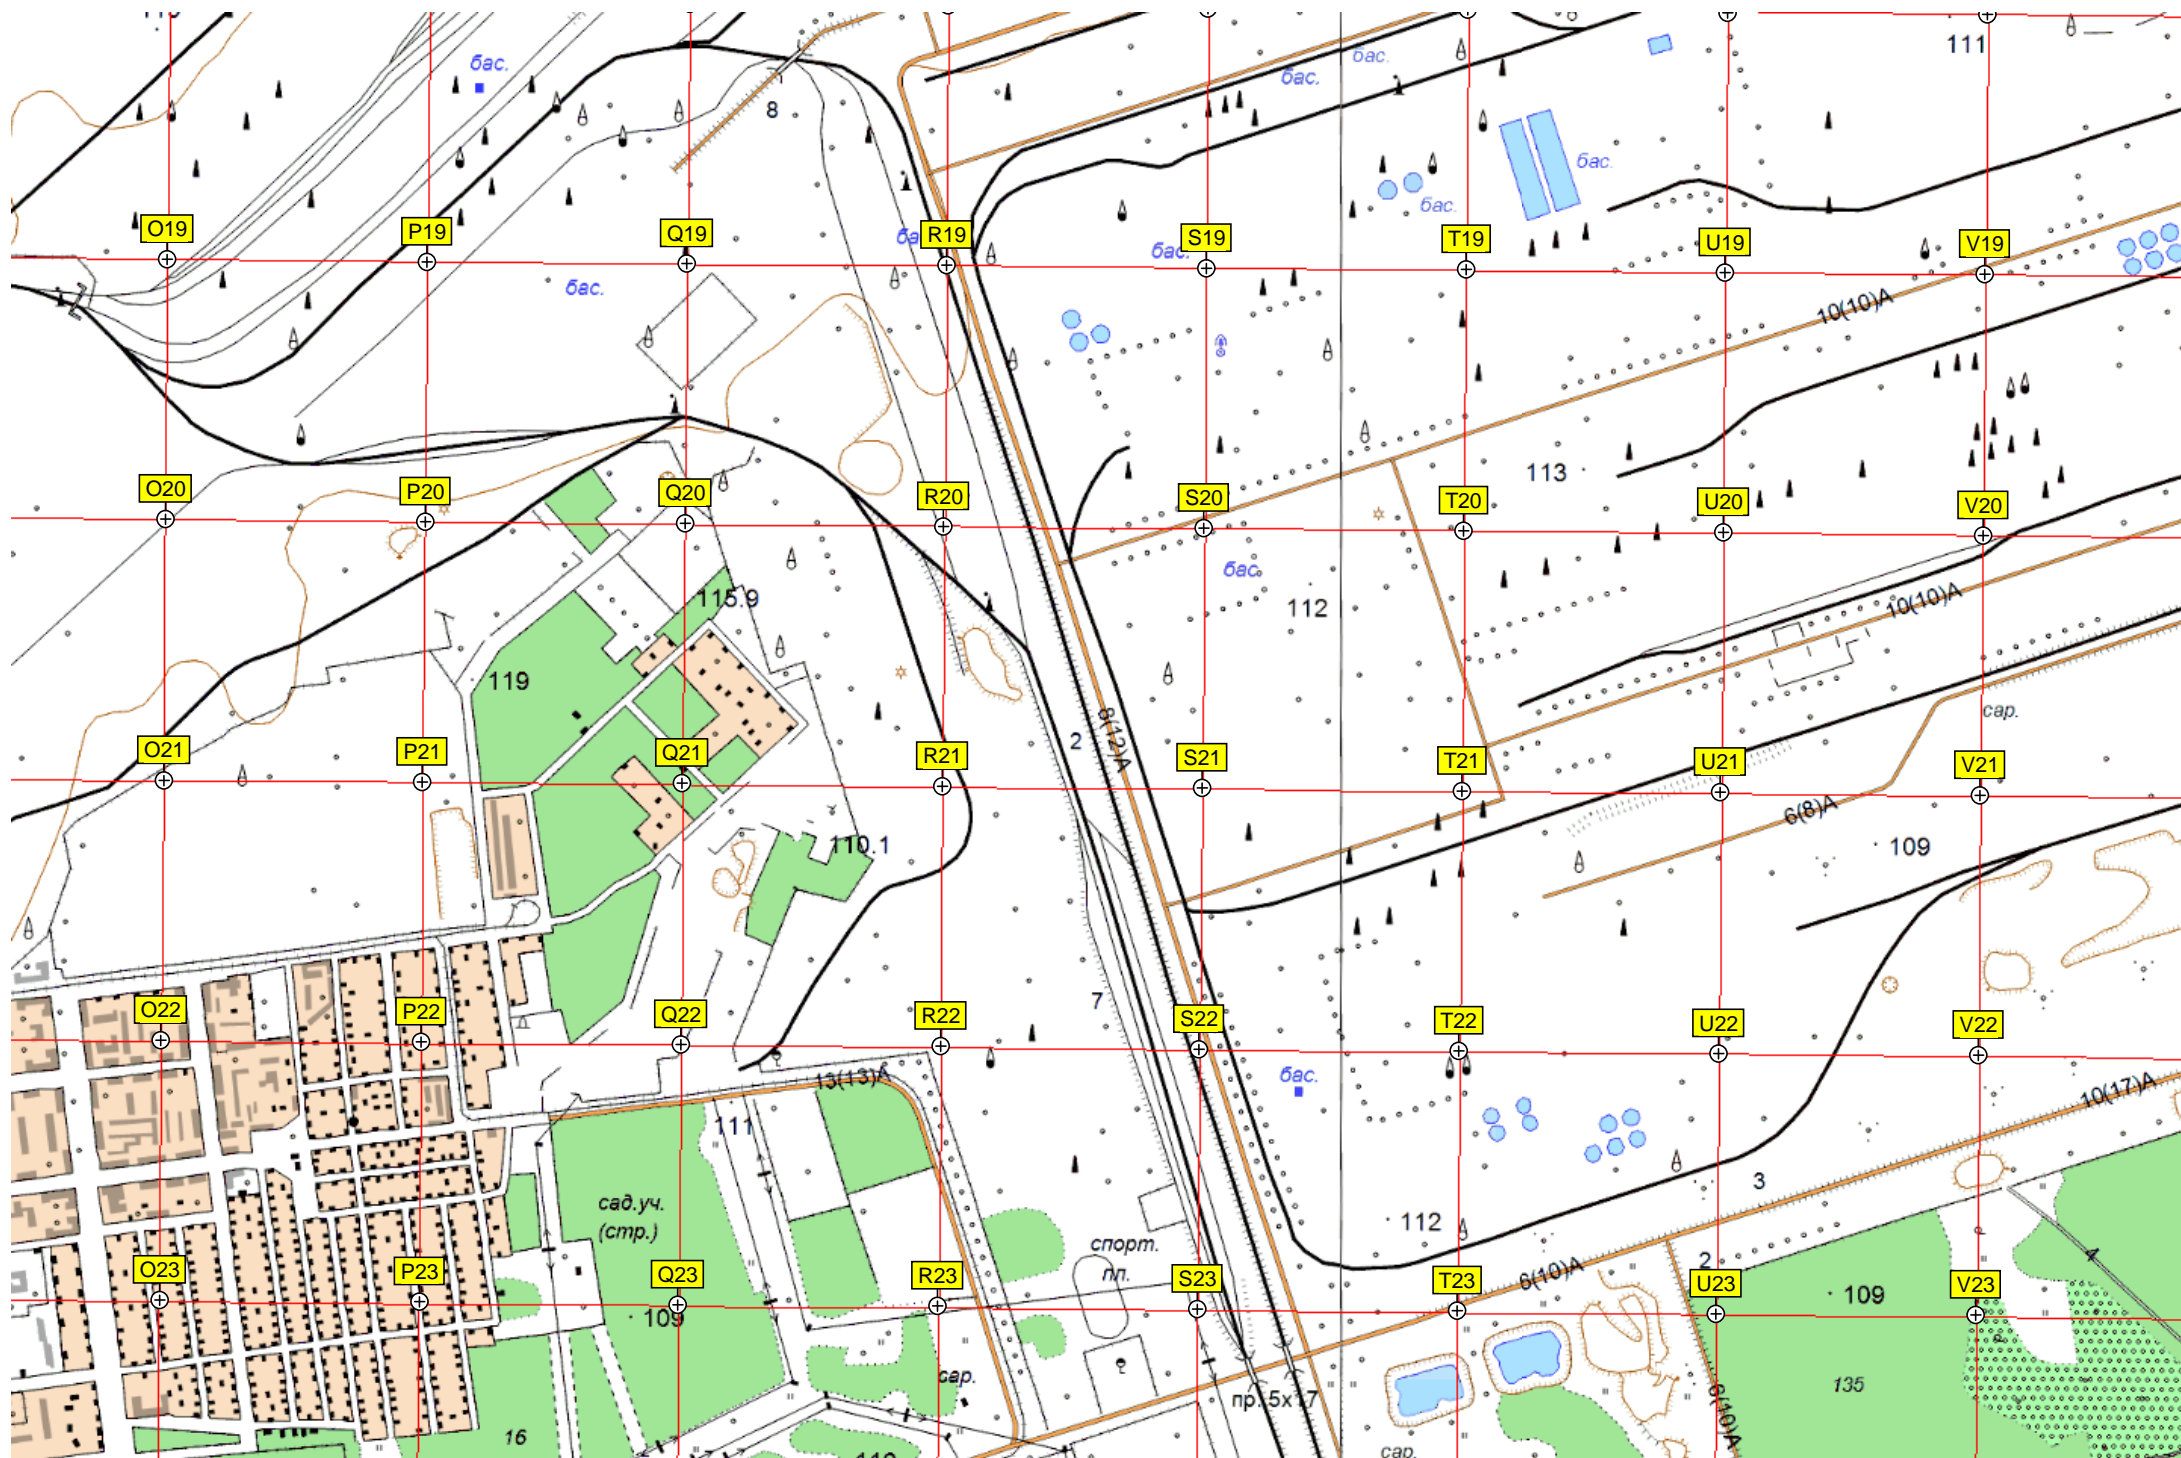 111
бас.
бас.
бас.
8
бас.
бас.
O19
P19
Q19
R19
S19
T19
U19
V19
бас.
бас.
10(10)A
113
O20
P20
Q20
R20
S20
T20
U20
V20
бас.
115.9
112
10(10)A
119
сар.
2
8(12)A
O21
P21
Q21
R21
S21
T21
U21
V21
6(8)A
110.1
109
7
O22
P22
Q22
R22
S22
T22
U22
V22
бас.
13(13)A
10(17)A
111
3
сад.уч.
(стр.)
112
спорт.
пл.
2
4
6(10)A
O23
P23
Q23
R23
S23
T23
U23
V23
109
109
сар.
135
пр. 5х17
6(10)A
16
сар.